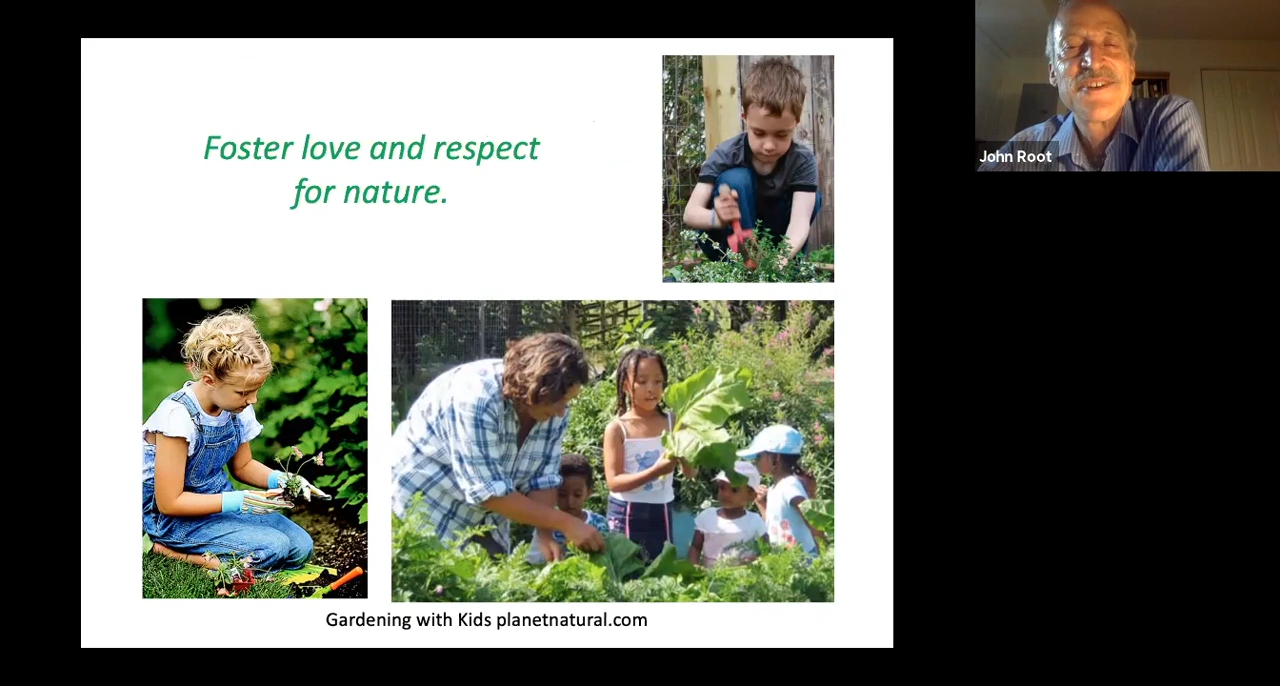 Foster love and respect
for nature.
John Root
Gardening with Kids planetnatural.com